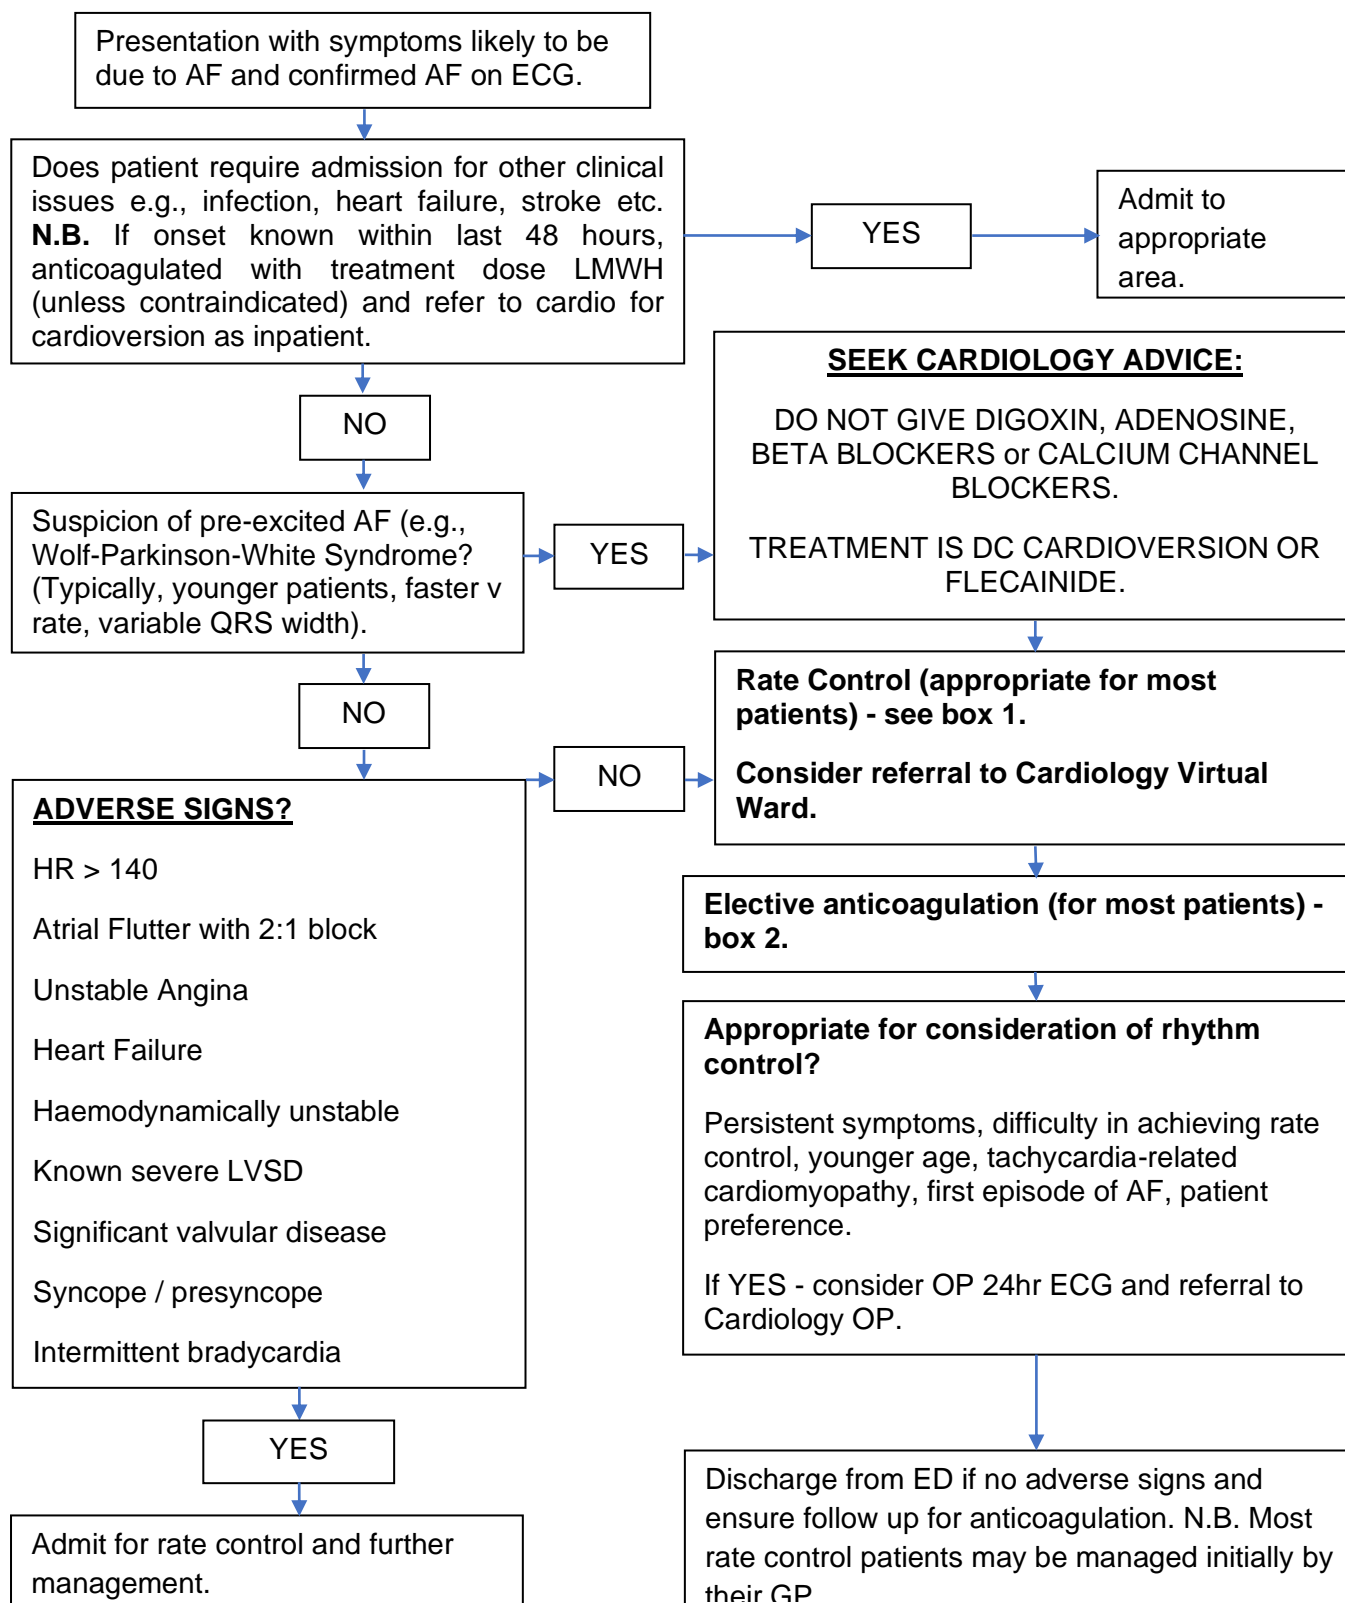 Presentation with symptoms likely to be
due to AF and confirmed AF on ECG.
Does patient require admission for other clinical
issues e.g., infection, heart failure, stroke etc.
N.B. If onset known within last 48 hours,
anticoagulated with treatment dose LMWH
(unless contraindicated) and refer to cardio for
cardioversion as inpatient.
YES
Admit to
appropriate
area.
NO
SEEK CARDIOLOGY ADVICE:
DO NOT GIVE DIGOXIN, ADENOSINE,
BETA BLOCKERS or CALCIUM CHANNEL
BLOCKERS.
TREATMENT IS DC CARDIOVERSION OR
FLECAINIDE.
Suspicion of pre-excited AF (e.g.,
Wolf-Parkinson-White Syndrome?
(Typically, younger patients, faster v
rate, variable QRS width).
YES
NO
Rate Control (appropriate for most
patients) - see box 1.
Consider referral to Cardiology Virtual
Ward.
NO
ADVERSE SIGNS?
HR > 140
Atrial Flutter with 2:1 block
Unstable Angina
Heart Failure
Haemodynamically unstable
Known severe LVSD
Significant valvular disease
Syncope / presyncope
Intermittent bradycardia
Elective anticoagulation (for most patients) -
box 2.
Appropriate for consideration of rhythm
control?
Persistent symptoms, difficulty in achieving rate
control, younger age, tachycardia-related
cardiomyopathy, first episode of AF, patient
preference.
If YES - consider OP 24hr ECG and referral to
Cardiology OP.
YES
Admit for rate control and further
management.
Discharge from ED if no adverse signs and
ensure follow up for anticoagulation. N.B. Most
rate control patients may be managed initially by
their GP